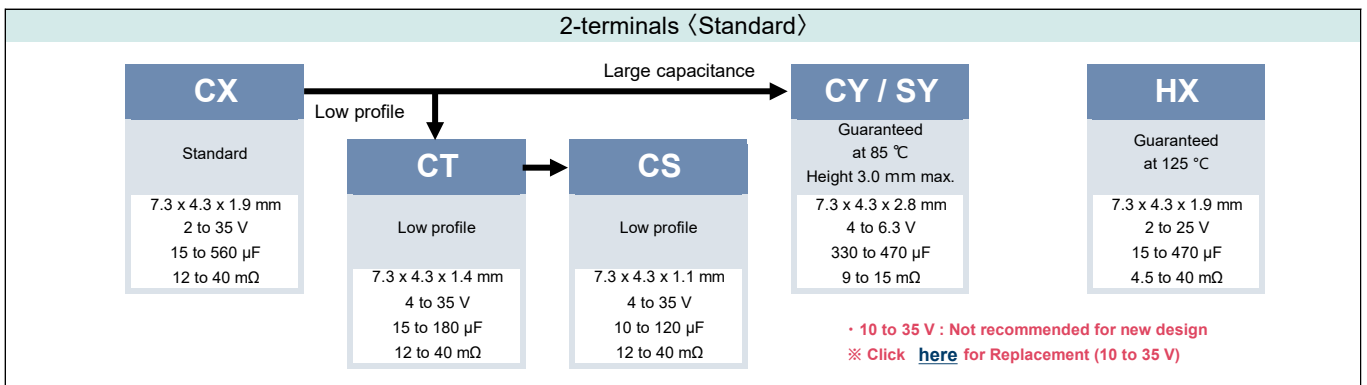 2-terminals〈Standard〉
CX
Standard
7.3 x 4.3 x 1.9 mm
2 to 35 V
15 to 560 µF
12 to 40 mΩ
Large capacitance
Low profile
CT
Low profile
7.3 x 4.3 x 1.4 mm
4 to 35 V
15 to 180 µF
12 to 40 mΩ
CS
Low profile
7.3 x 4.3 x 1.1 mm
4 to 35 V
10 to 120 µF
12 to 40 mΩ
CY / SY
Guaranteed
at 85 ℃
Height 3.0 mm max.
7.3 x 4.3 x 2.8 mm
4 to 6.3 V
330 to 470 µF
9 to 15 mΩ
HX
Guaranteed
at 125 °C
7.3 x 4.3 x 1.9 mm
2 to 25 V
15 to 470 µF
4.5 to 40 mΩ
・10 to 35 V : Not recommended for new design
※ Click here for Replacement (10 to 35 V)